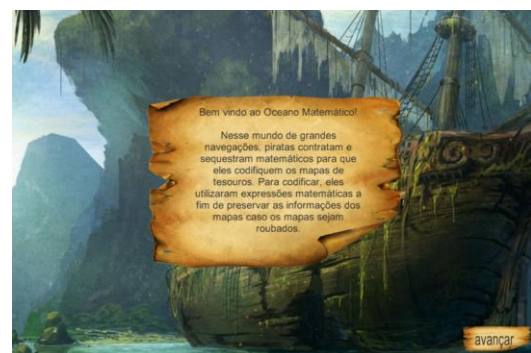 Bem vindo ao Oceano Matemático!
Nesse mundo de grandes
navegações, piratas contratam e
sequestram matemáticos para que
eles codifiquem os mapas de
tesouros. Para codificar, eles
utilizaram expressões matemáticas a
fim de preservar as informações dos
mapas caso os mapas sejam
roubados.
avançar